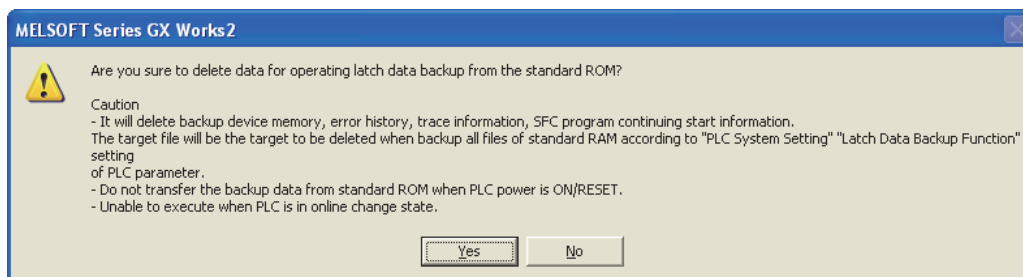 MELSOFT Series GX Works2
Are you sure to delete data for operating latch data backup from the standard ROM?
Caution
- It will delete backup device memory, error history, trace information, SFC program continuing start information.
The target file will be the target to be deleted when backup all files of standard RAM according to "PLC System Setting" "Latch Data Backup Function"
setting
of PLC parameter.
- Do not transfer the backup data from standard ROM when PLC power is ON/RESET.
- Unable to execute when PLC is in online change state.
Yes No